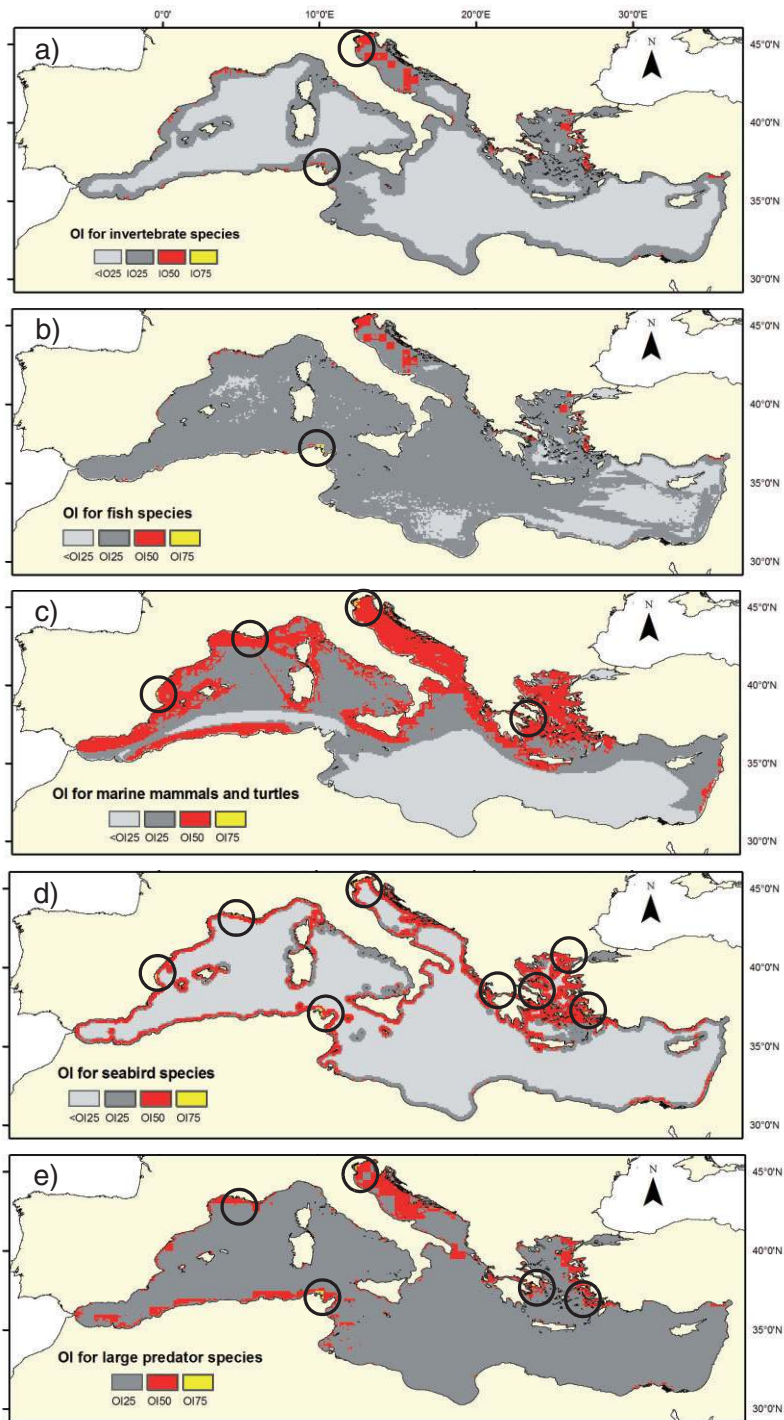 0°0' 10°0'E 20°0'E 30°0'E
a)
N
45°0'N
40°0'N
35°0'N
30°0'N
OI for invertebrate species
<IO25 IO25 IO50 IO75
b)
N
45°0'N
40°0'N
35°0'N
30°0'N
OI for fish species
<OI25 OI25 OI50 OI75
c)
N
45°0'N
40°0'N
35°0'N
30°0'N
OI for marine mammals and turtles
<OI25 OI25 OI50 OI75
d)
N
45°0'N
40°0'N
35°0'N
30°0'N
OI for seabird species
<OI25 OI25 OI50 OI75
e)
N
45°0'N
40°0'N
35°0'N
30°0'N
OI for large predator species
OI25 OI50 OI75